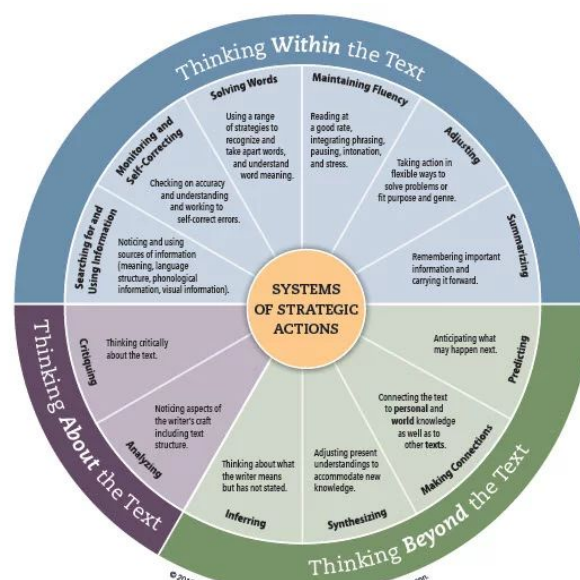 Thinking Within the Text
Searching for and
Using Information
Noticing and using
sources of information
(meaning, language
structure, phonological
information, visual information).
Monitoring and
Self-Correcting
Checking on accuracy
and understanding
and working to
self-correct errors.
Solving Words
Using a range
of strategies to
recognize and
take apart words,
and understand
word meaning.
Maintaining Fluency
Reading at
a good rate,
integrating phrasing,
pausing, intonation,
and stress.
Adjusting
Taking action in
flexible ways to
solve problems or
fit purpose and genre.
Summarizing
Remembering important
information and
carrying it forward.
SYSTEMS
OF STRATEGIC
ACTIONS
Thinking Beyond the Text
Predicting
Anticipating what
may happen next.
Making Connections
Connecting the text
to personal and
world knowledge
as well as to
other texts.
Synthesizing
Adjusting present
understandings to
accommodate new
knowledge.
Inferring
Thinking about what
the writer means
but has not stated.
Thinking About the Text
Analyzing
Noticing aspects of
the writer's craft
including text
structure.
Critiquing
Thinking critically
about the text.